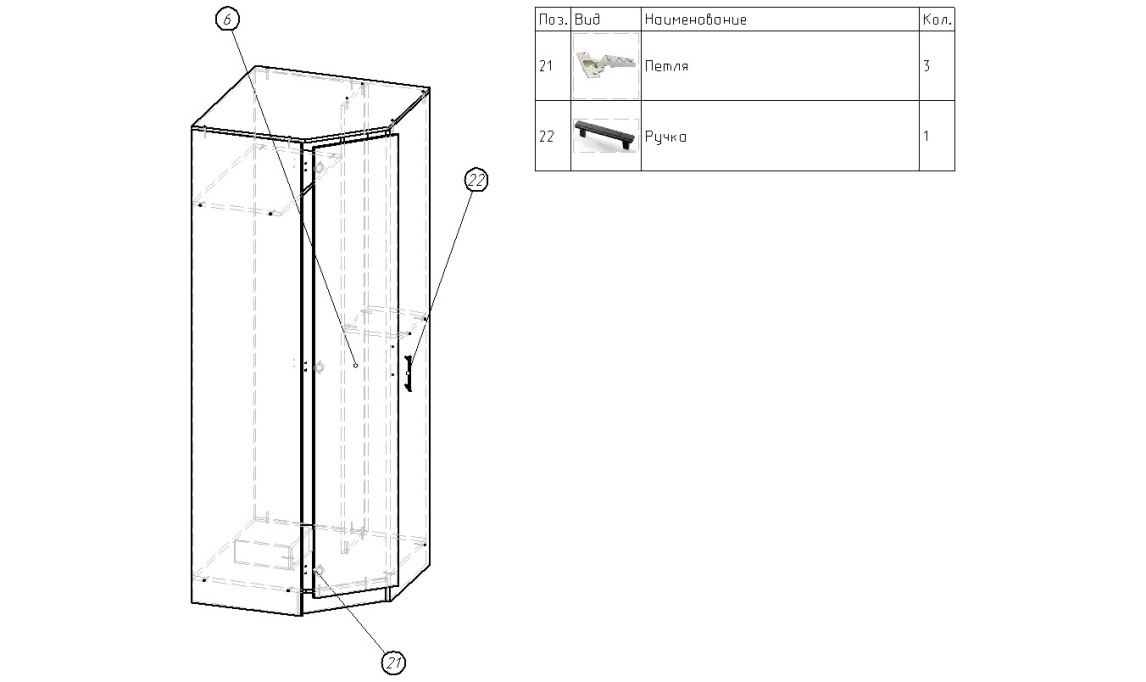 6
Поз. Вид Наименование Кол.
21 Петля 3
22 Ручка 1
22
21